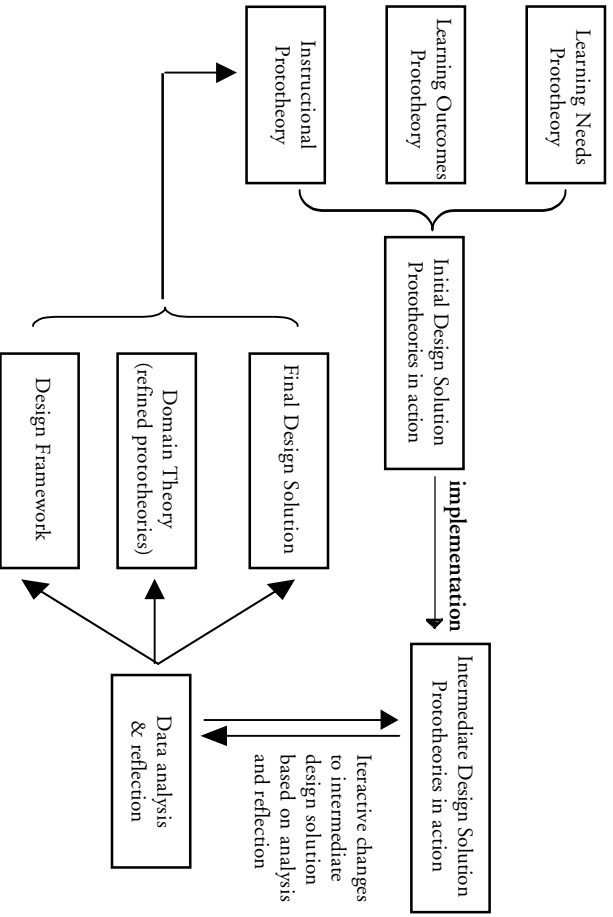 Learning Needs
Prototheory
Learning Outcomes
Prototheory
Instructional
Prototheory
Initial Design Solution
Prototheories in action
implementation
Intermediate Design Solution
Prototheories in action
Iteractive changes
to intermediate
design solution
based on analysis
and reflection
Data analysis
& reflection
Final Design Solution
Domain Theory
(refined prototheories)
Design Framework